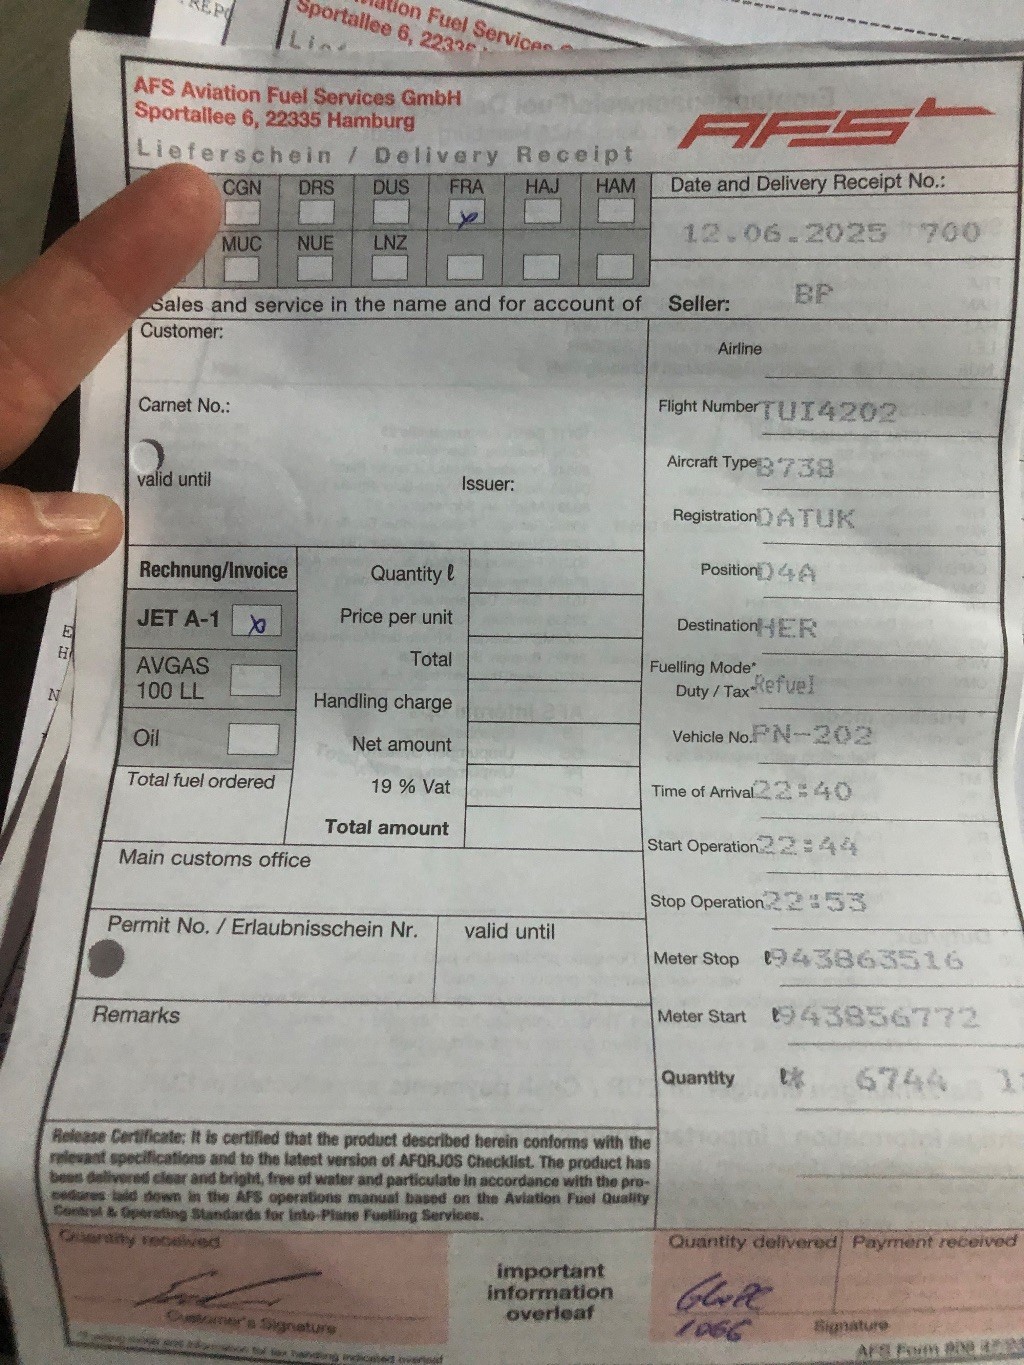 AFS Aviation Fuel Services GmbH
Sportallee 6, 22335 Hamburg
AFS
Lieferschein / Delivery Receipt
CGN DRS DUS FRA HAJ HAM
MUC NUE LNZ
Date and Delivery Receipt No.:
12.06.2025 700
Sales and service in the name and for account of
Seller: BP
Customer:
Carnet No.:
valid until
Issuer:
Airline
Flight Number TUI4202
Aircraft Type B738
Registration DATUK
Position D4A
Destination HER
Fuelling Mode*
Duty / Tax* Refuel
Vehicle No. PN-202
Time of Arrival 22:40
Start Operation 22:44
Stop Operation 22:53
Meter Stop ℓ 943863516
Meter Start ℓ 943856772
Quantity ℓ* 6744
Rechnung/Invoice
JET A-1
AVGAS
100 LL
Oil
Total fuel ordered
Quantity ℓ
Price per unit
Total
Handling charge
Net amount
19 % Vat
Total amount
Main customs office
Permit No. / Erlaubnisschein Nr.
valid until
Remarks
Release Certificate: It is certified that the product described herein conforms with the
relevant specifications and to the latest version of AFQRJOS Checklist. The product has
been delivered clear and bright, free of water and particulate in accordance with the pro-
cedures laid down in the AFS operations manual based on the Aviation Fuel Quality
Control & Operating Standards for Into-Plane Fuelling Services.
Quantity received
Customer's Signature
important
information
overleaf
Quantity delivered
1066
Payment received
Signature
AFS Form